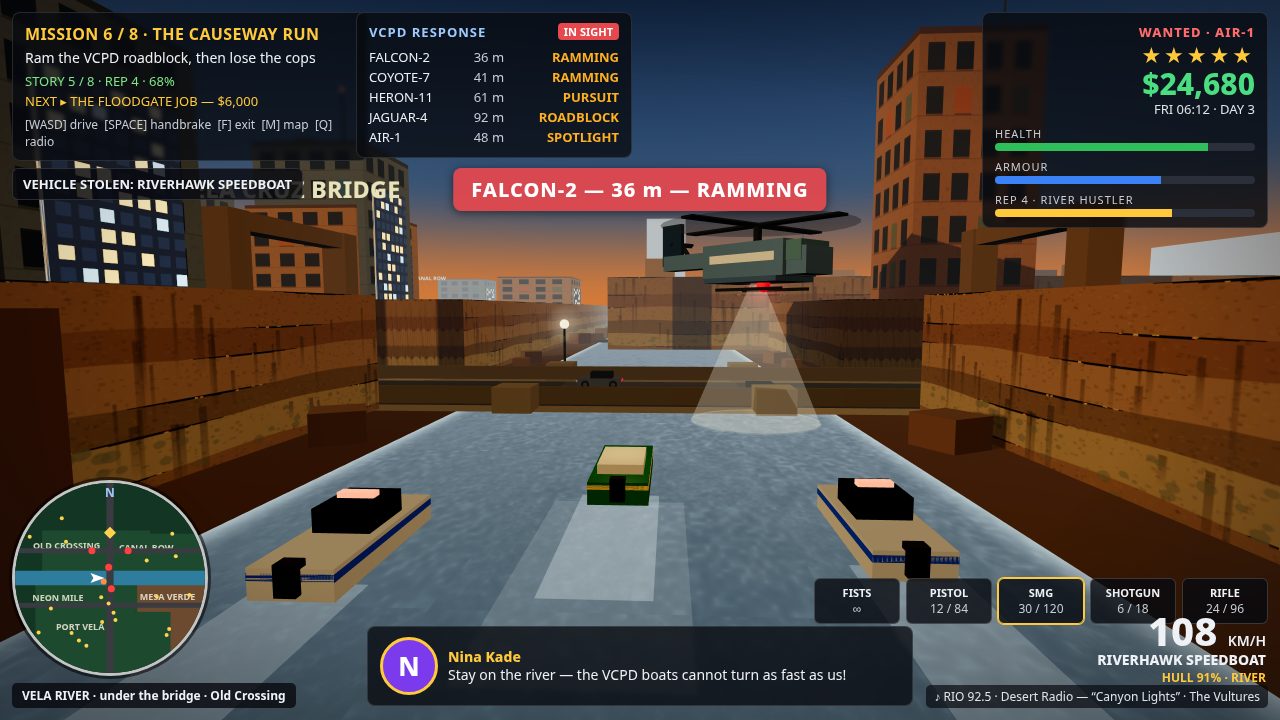 MISSION 6 / 8 · THE CAUSEWAY RUN
Ram the VCPD roadblock, then lose the cops
STORY 5 / 8 · REP 4 · 68%
NEXT ▸ THE FLOODGATE JOB — $6,000
[WASD] drive [SPACE] handbrake [F] exit [M] map [Q]
radio
VEHICLE STOLEN: RIVERHAWK SPEEDBOAT
VCPD RESPONSE
IN SIGHT
FALCON-2 36 m RAMMING
COYOTE-7 41 m RAMMING
HERON-11 61 m PURSUIT
JAGUAR-4 92 m ROADBLOCK
AIR-1 48 m SPOTLIGHT
FALCON-2 — 36 m — RAMMING
WANTED · AIR-1
★★★★★
$24,680
FRI 06:12 · DAY 3
HEALTH
ARMOUR
REP 4 · RIVER HUSTLER
BRIDGE
N
OLD CROSSING
CANAL ROW
NEON MILE
MESA VERDE
PORT VELA
VELA RIVER · under the bridge · Old Crossing
N
Nina Kade
Stay on the river — the VCPD boats cannot turn as fast as us!
FISTS
∞
PISTOL
12 / 84
SMG
30 / 120
SHOTGUN
6 / 18
RIFLE
24 / 96
108 KM/H
RIVERHAWK SPEEDBOAT
HULL 91% · RIVER
♪ RIO 92.5 · Desert Radio — “Canyon Lights” · The Vultures